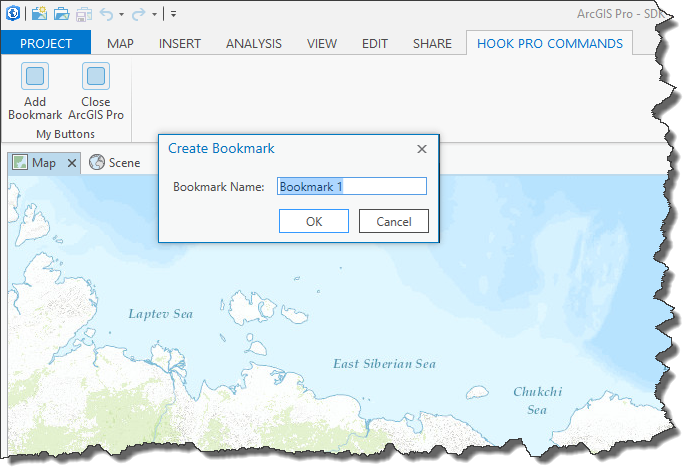 ArcGIS Pro - SDK
PROJECT MAP INSERT ANALYSIS VIEW EDIT SHARE HOOK PRO COMMANDS
Add Bookmark
Close ArcGIS Pro
My Buttons
Create Bookmark
Map Scene
Bookmark Name: Bookmark 1
OK Cancel
Laptev Sea
East Siberian Sea
Chukchi
Sea